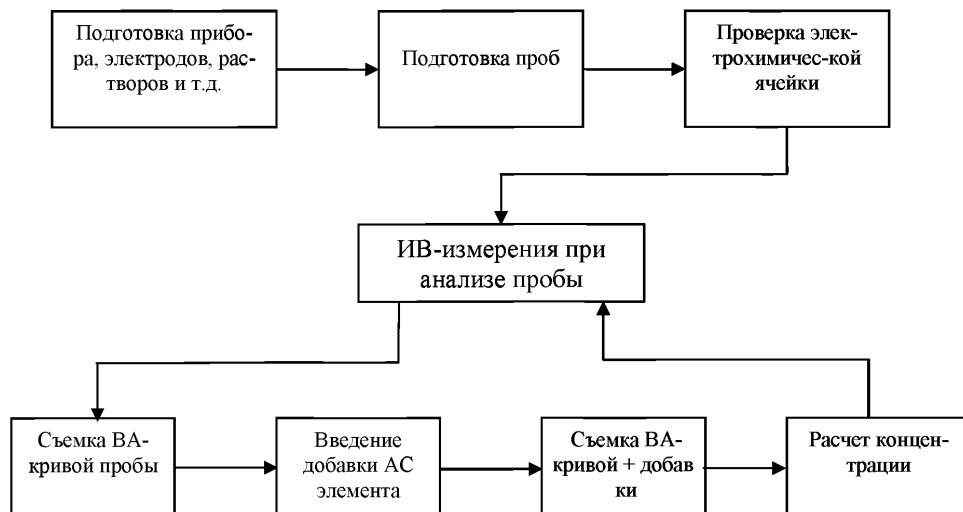 Подготовка прибо-
ра, электродов, рас-
творов и т.д.
Подготовка проб
Проверка элек-
трохимичес-кой
ячейки
ИВ-измерения при
анализе пробы
Съемка ВА-
кривой пробы
Введение
добавки АС
элемента
Съемка ВА-
кривой + добав
ки
Расчет концен-
трации